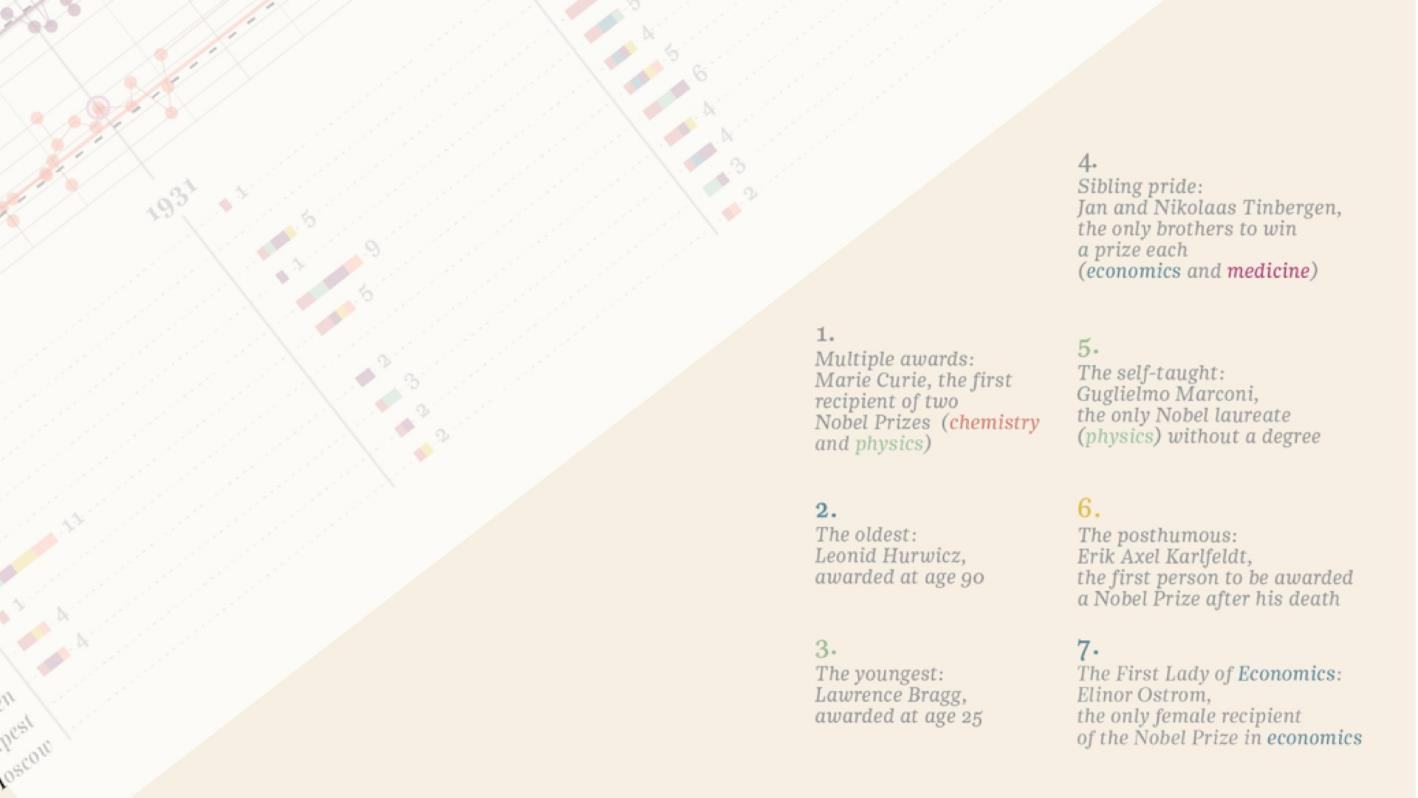 1931
1
5
1
9
5
2
3
2
2
5
4
5
6
4
4
3
2
11
1
4
4
1.
Multiple awards:
Marie Curie, the first
recipient of two
Nobel Prizes (chemistry
and physics)
2.
The oldest:
Leonid Hurwicz,
awarded at age 90
3.
The youngest:
Lawrence Bragg,
awarded at age 25
4.
Sibling pride:
Jan and Nikolaas Tinbergen,
the only brothers to win
a prize each
(economics and medicine)
5.
The self-taught:
Guglielmo Marconi,
the only Nobel laureate
(physics) without a degree
6.
The posthumous:
Erik Axel Karlfeldt,
the first person to be awarded
a Nobel Prize after his death
7.
The First Lady of Economics:
Elinor Ostrom,
the only female recipient
of the Nobel Prize in economics